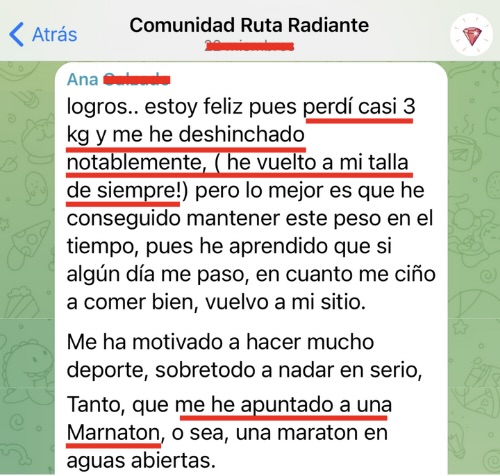 Atrás
Comunidad Ruta Radiante
Ana
logros.. estoy feliz pues perdí casi 3
kg y me he deshinchado
notablemente, ( he vuelto a mi talla
de siempre!) pero lo mejor es que he
conseguido mantener este peso en el
tiempo, pues he aprendido que si
algún día me paso, en cuanto me ciño
a comer bien, vuelvo a mi sitio.
Me ha motivado a hacer mucho
deporte, sobretodo a nadar en serio,
Tanto, que me he apuntado a una
Marnaton, o sea, una maraton en
aguas abiertas.